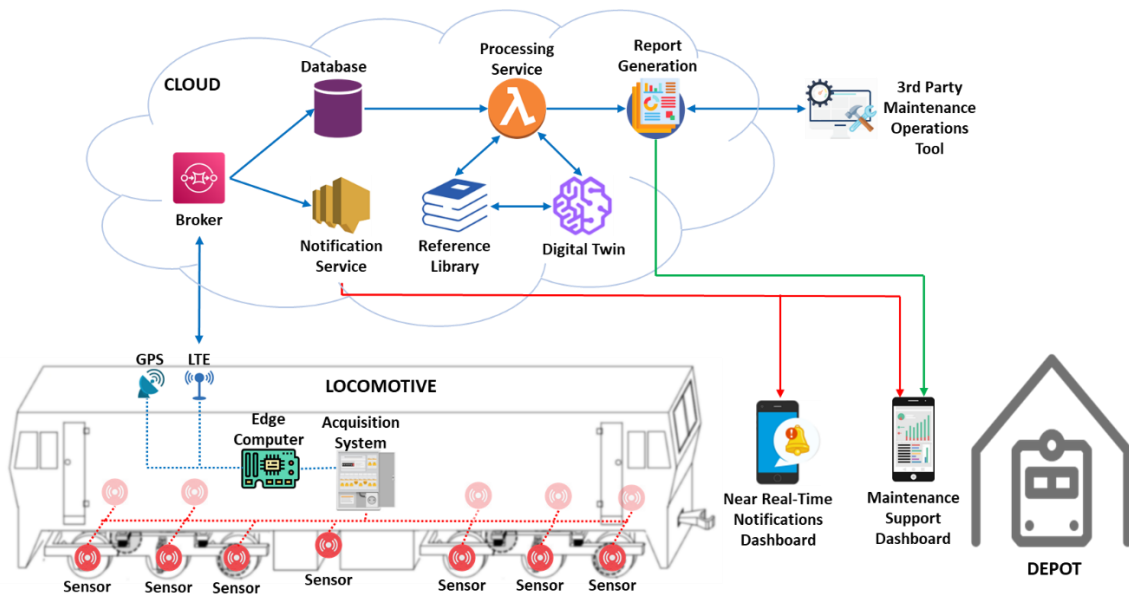 CLOUD
Database
Processing
Service
Report
Generation
3rd Party
Maintenance
Operations
Tool
Broker
Notification
Service
Reference
Library
Digital Twin
GPS
LTE
LOCOMOTIVE
Edge
Computer
Acquisition
System
Sensor
Sensor
Sensor
Sensor
Sensor
Sensor
Sensor
Near Real-Time
Notifications
Dashboard
Maintenance
Support
Dashboard
DEPOT